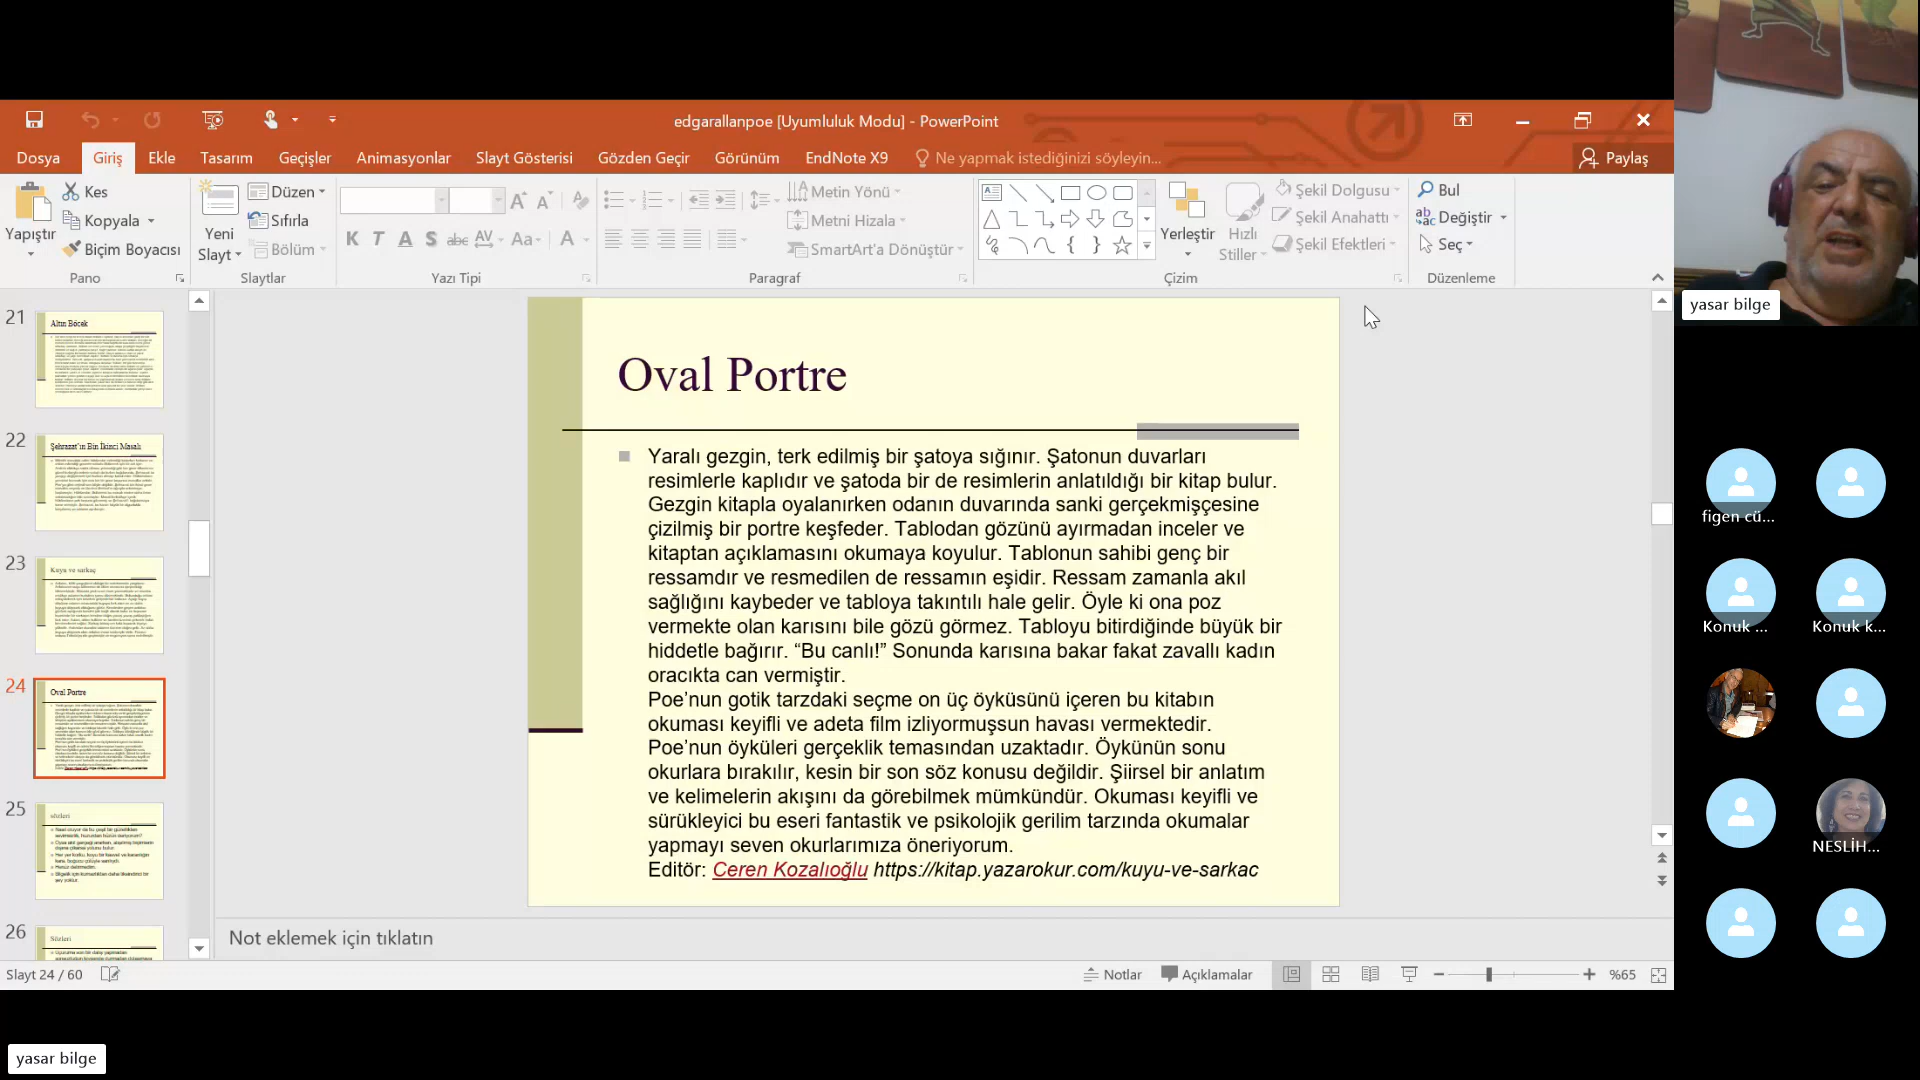 edgarallanpoe [Uyumluluk Modu] - PowerPoint
Dosya
Giriş
Ekle
Tasarım
Geçişler
Animasyonlar
Slayt Gösterisi
Gözden Geçir
Görünüm
EndNote X9
Ne yapmak istediğinizi söyleyin...
Paylaş
Yapıştır
Kes
Kopyala
Biçim Boyacısı
Pano
Yeni
Slayt
Düzen
Sıfırla
Bölüm
Slaytlar
K T A S abc AV Aa A
Yazı Tipi
Metin Yönü
Metni Hizala
SmartArt'a Dönüştür
Paragraf
Yerleştir
Hızlı
Stiller
Şekil Dolgusu
Şekil Anahattı
Şekil Efektleri
Çizim
Bul
Değiştir
Seç
Düzenleme
21
Altın Böcek
22
Şehrazat'ın Bin İkinci Masalı
23
Kuyu ve sarkaç
24
Oval Portre
25
sözleri
26
Sözleri
Oval Portre
Yaralı gezgin, terk edilmiş bir şatoya sığınır. Şatonun duvarları
resimlerle kaplıdır ve şatoda bir de resimlerin anlatıldığı bir kitap bulur.
Gezgin kitapla oyalanırken odanın duvarında sanki gerçekmişçesine
çizilmiş bir portre keşfeder. Tablodan gözünü ayırmadan inceler ve
kitaptan açıklamasını okumaya koyulur. Tablonun sahibi genç bir
ressamdır ve resmedilen de ressamın eşidir. Ressam zamanla akıl
sağlığını kaybeder ve tabloya takıntılı hale gelir. Öyle ki ona poz
vermekte olan karısını bile gözü görmez. Tabloyu bitirdiğinde büyük bir
hiddetle bağırır. “Bu canlı!” Sonunda karısına bakar fakat zavallı kadın
oracıkta can vermiştir.
Poe’nun gotik tarzdaki seçme on üç öyküsünü içeren bu kitabın
okuması keyifli ve adeta film izliyormuşsun havası vermektedir.
Poe’nun öyküleri gerçeklik temasından uzaktadır. Öykünün sonu
okurlara bırakılır, kesin bir son söz konusu değildir. Şiirsel bir anlatım
ve kelimelerin akışını da görebilmek mümkündür. Okuması keyifli ve
sürükleyici bu eseri fantastik ve psikolojik gerilim tarzında okumalar
yapmayı seven okurlarımıza öneriyorum.
Editör: Ceren Kozalıoğlu https://kitap.yazarokur.com/kuyu-ve-sarkac
Not eklemek için tıklatın
Slayt 24 / 60
Notlar
Açıklamalar
%65
yasar bilge
figen cü...
Konuk ...
Konuk k...
NESLİH...
yasar bilge